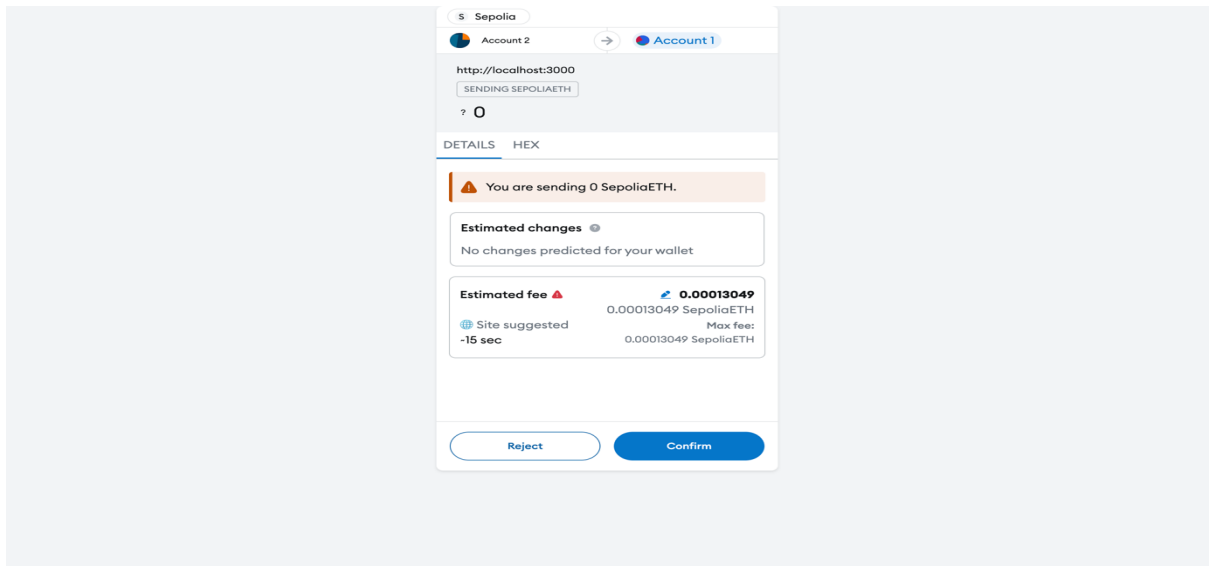 S Sepolia
Account 2 Account 1
http://localhost:3000
SENDING SEPOLIAETH
? 0
DETAILS HEX
You are sending 0 SepoliaETH.
Estimated changes ?
No changes predicted for your wallet
Estimated fee 0.00013049
0.00013049 SepoliaETH
Site suggested Max fee:
~15 sec 0.00013049 SepoliaETH
Reject Confirm